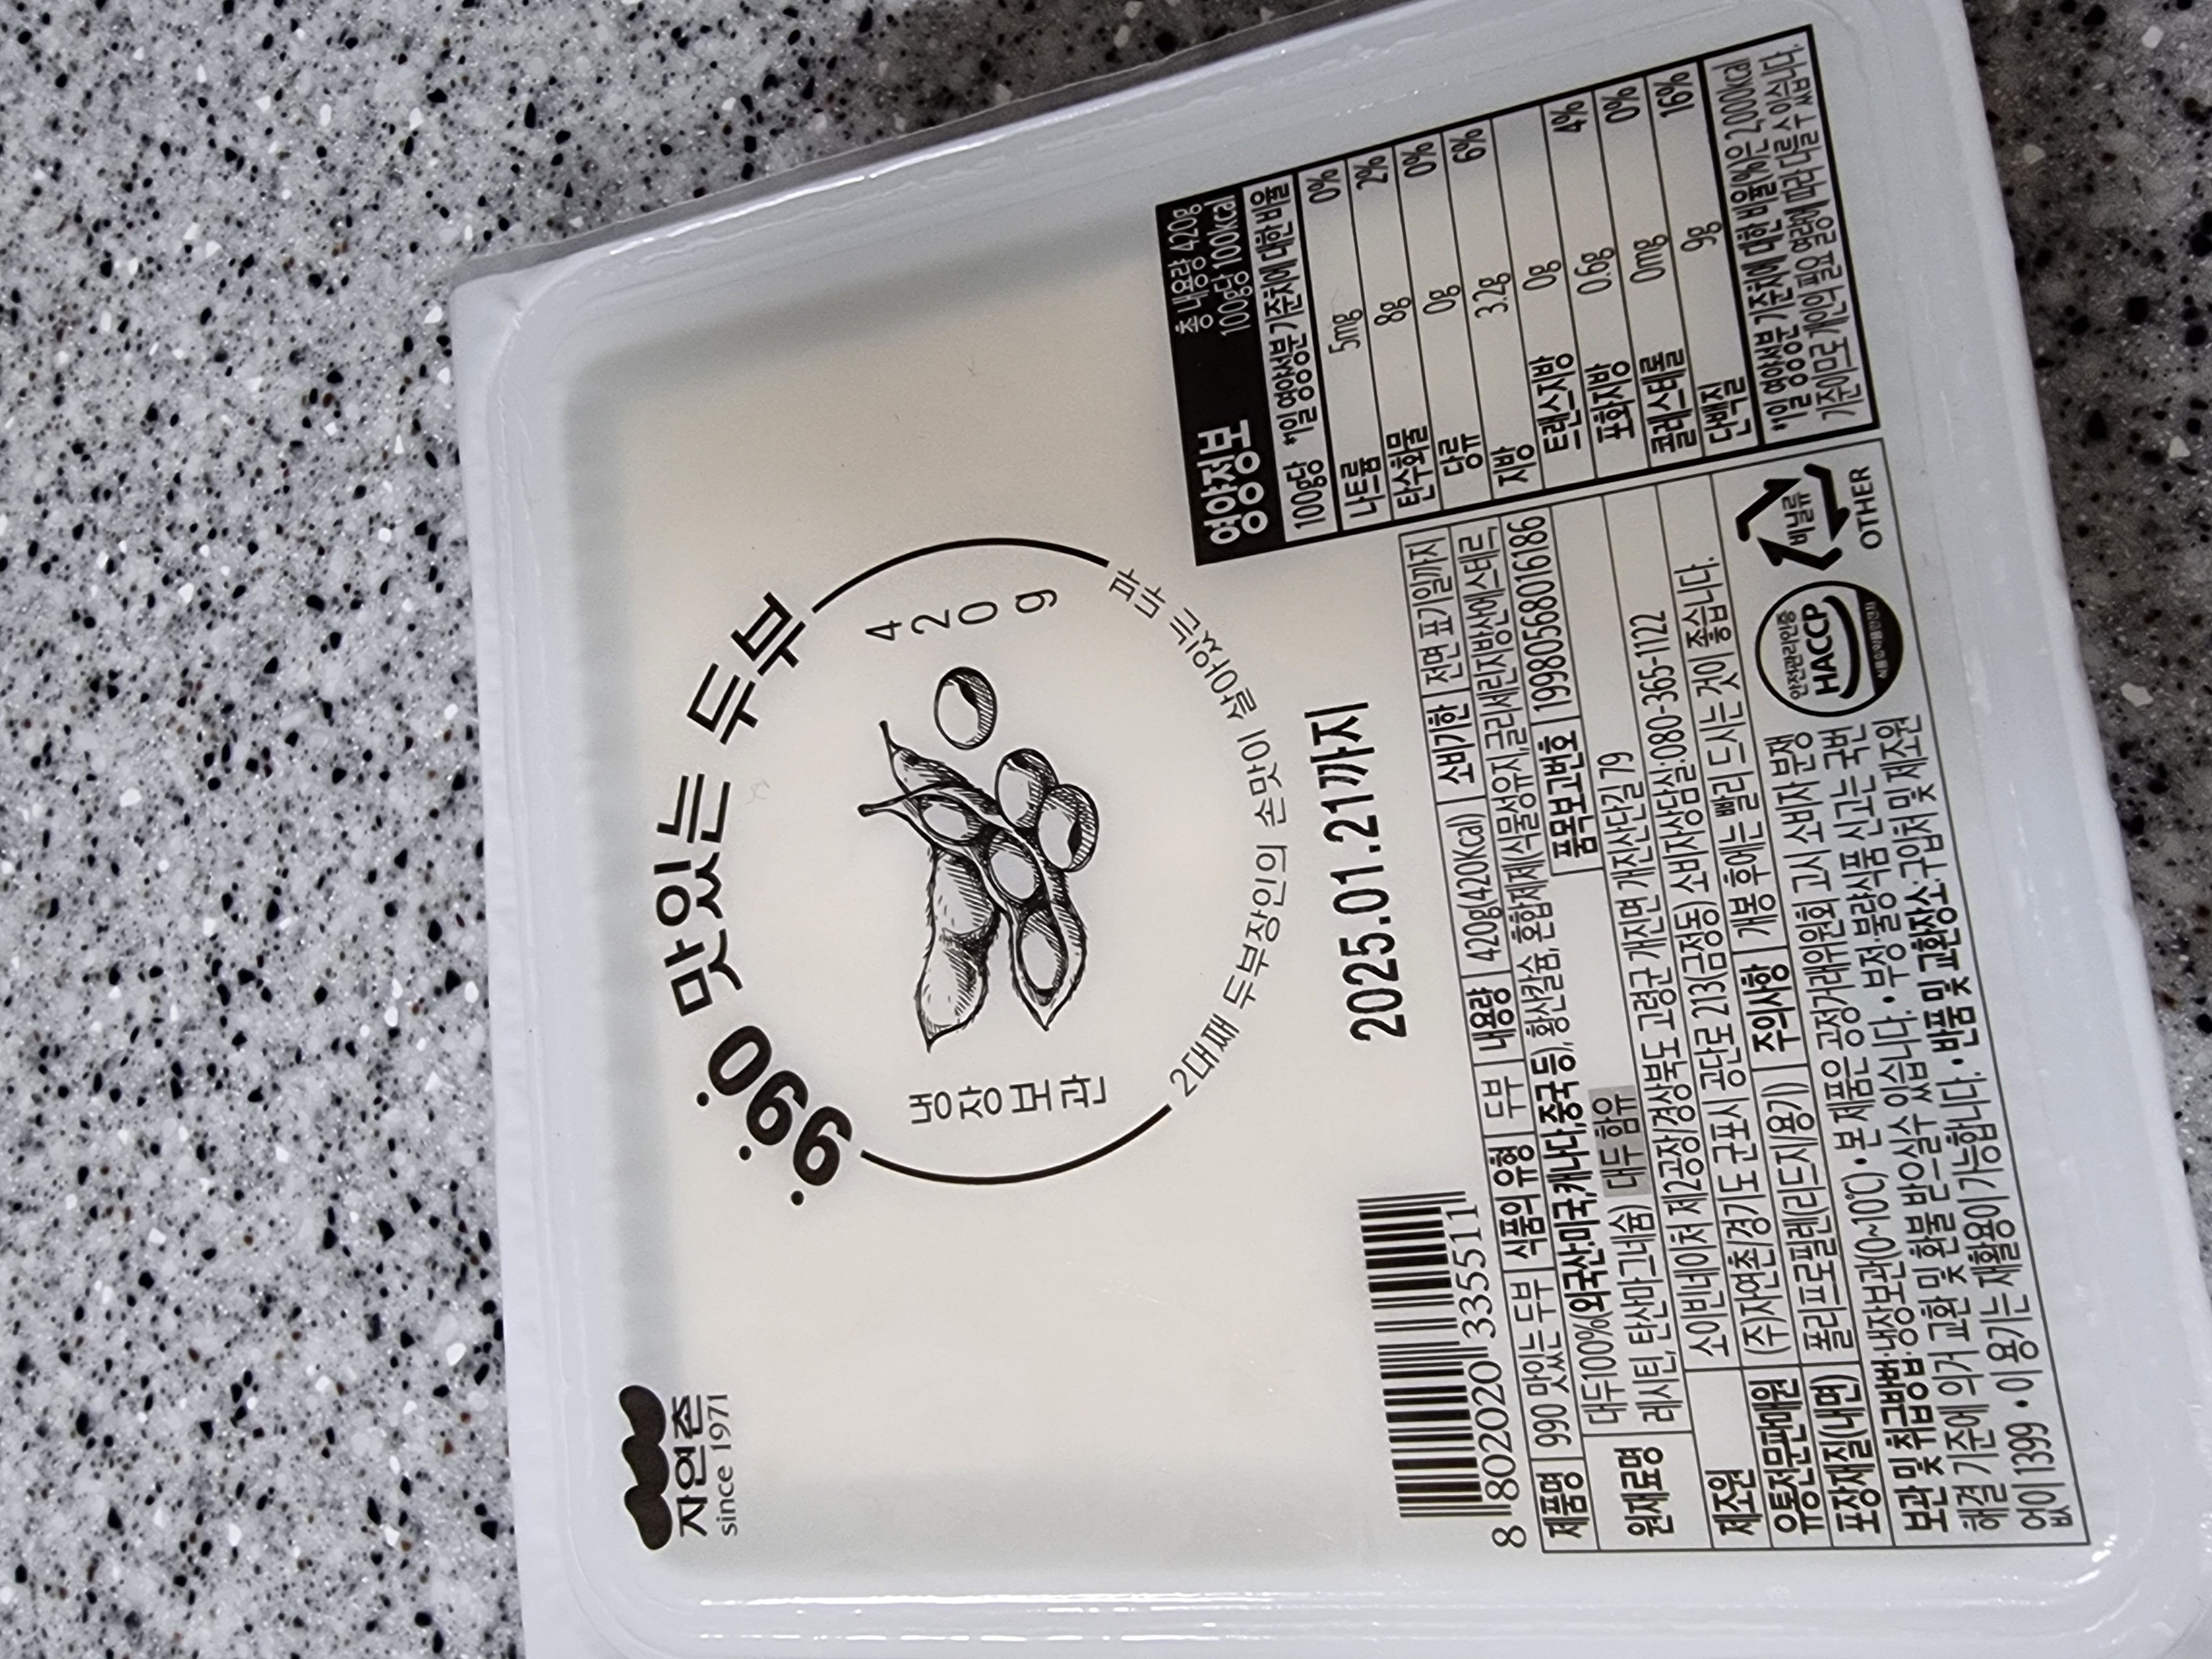 자연촌
since 1971
990 맛있는 두부
냉장보관
420g
2대째 두부장인의 손맛이 살아있는
2025.01.21까지
8 802020 335511
제품명 990 맛있는 두부 식품의 유형 두부 내용량 420g(420Kcal) 소비기한 전면 표기일까지
원재료명 대두100%(외국산:미국,캐나다,중국 등), 황산칼슘, 혼합제제(식물성유지,글리세린지방산에스테르,
레시틴, 탄산마그네슘) 대두 함유 품목보고번호 19980568016186
제조원 소이빈네이처 제2공장/경상북도 고령군 개진면 개진산단길 79
유통전문판매원 (주)자연촌/경기도 군포시 공단로 213(금정동) 소비자상담실:080-365-1122
포장재질(내면) 폴리프로필렌(리드지/용기) 주의사항 개봉 후에는 빨리 드시는 것이 좋습니다.
보관 및 취급방법:냉장보관(0~10℃) • 본 제품은 공정거래위원회 고시 소비자 분쟁
해결 기준에 의거 교환 및 환불 받으실 수 있습니다. • 부정·불량식품 신고는 국번
없이 1399 • 이 용기는 재활용이 가능합니다. • 반품 및 교환장소:구입처 및 제조원
안전관리인증
HACCP
식품의약품안전처
비닐류
OTHER
영양정보 총 내용량 420g
100g당 100kcal
100g당 *1일 영양성분 기준치에 대한 비율
나트륨 5mg 0%
탄수화물 8g 2%
당류 0g 0%
지방 3.2g 6%
트랜스지방 0g
포화지방 0.6g 4%
콜레스테롤 0mg 0%
단백질 9g 16%
*1일 영양성분 기준치에 대한 비율(%)은 2,000kcal
기준이므로 개인의 필요 열량에 따라 다를 수 있습니다.